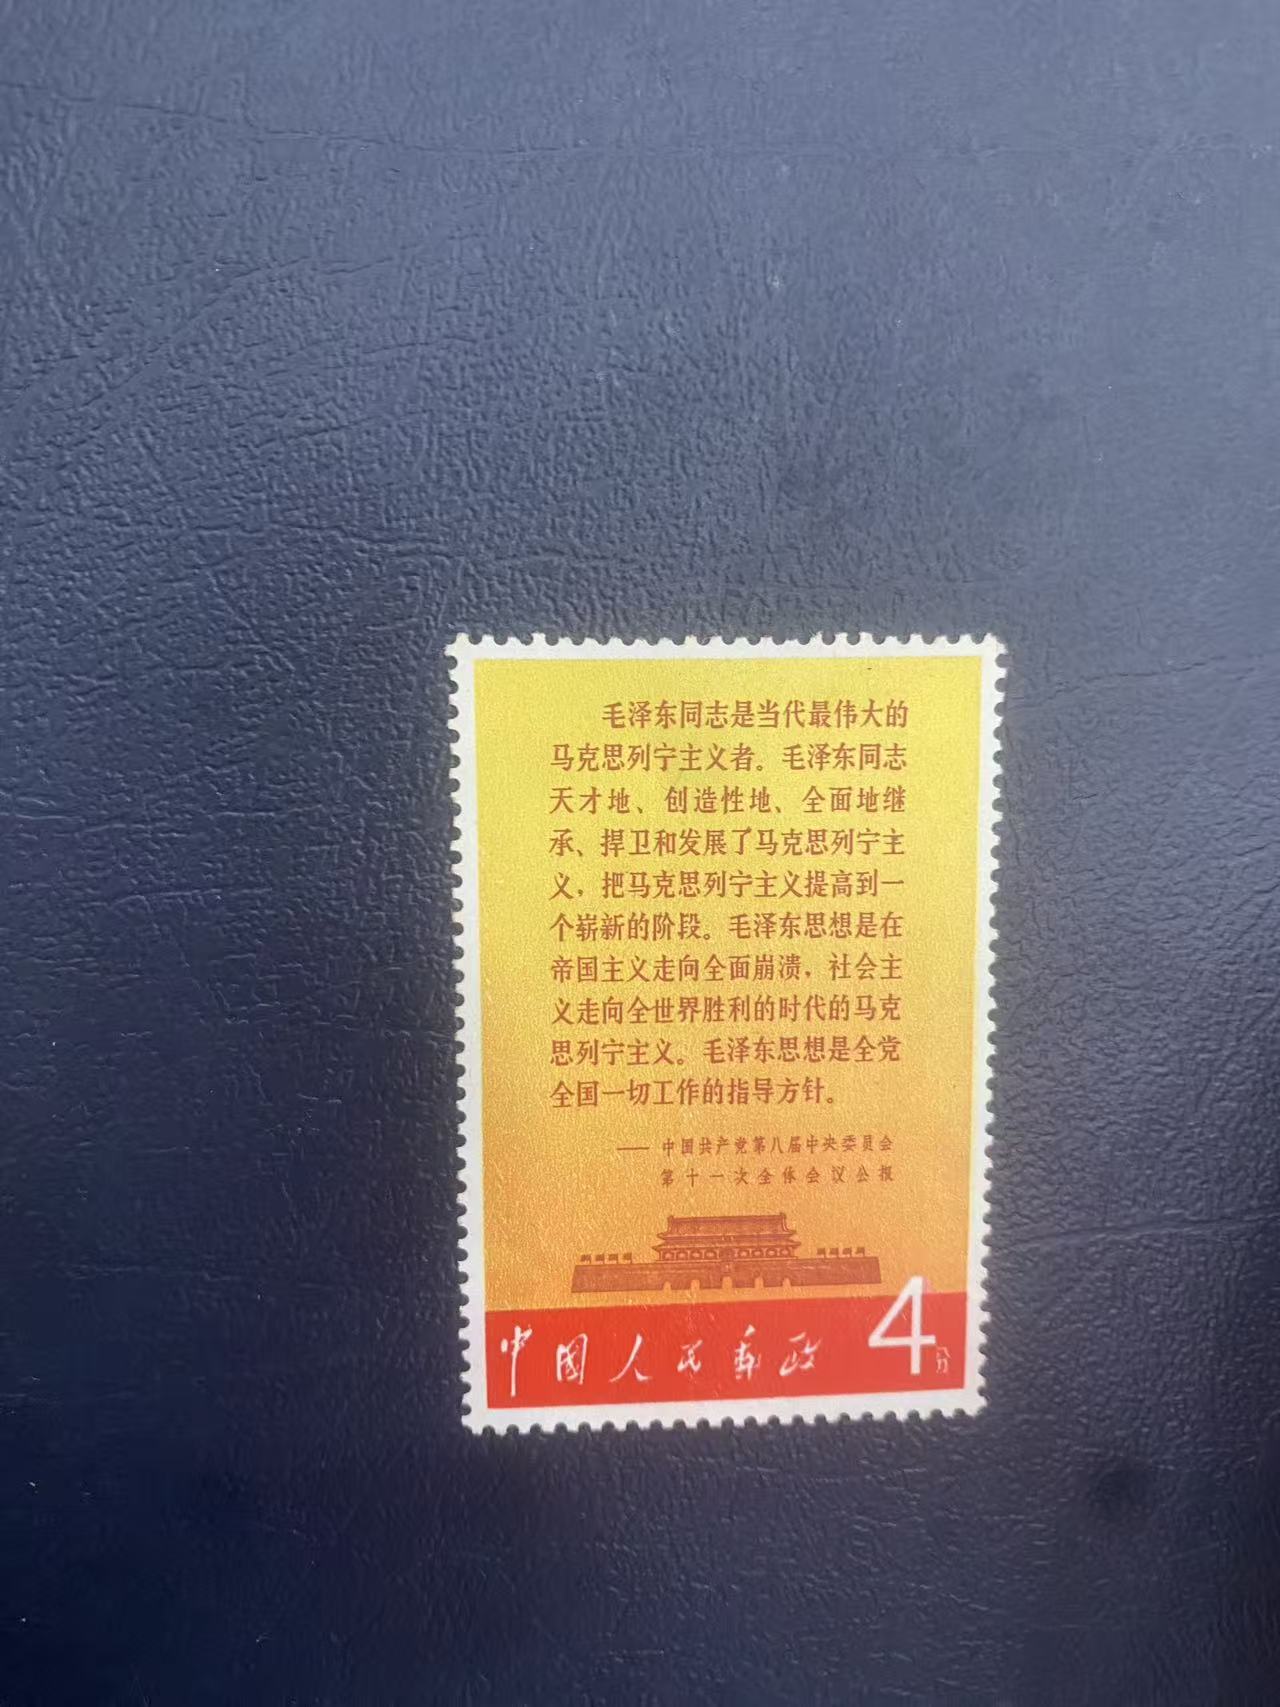 毛泽东同志是当代最伟大的
马克思列宁主义者。毛泽东同志
天才地、创造性地、全面地继
承、捍卫和发展了马克思列宁主
义，把马克思列宁主义提高到一
个崭新的阶段。毛泽东思想是在
帝国主义走向全面崩溃，社会主
义走向全世界胜利的时代的马克
思列宁主义。毛泽东思想是全党
全国一切工作的指导方针。
—— 中国共产党第八届中央委员会
第十一次全体会议公报
中国人民邮政 4分